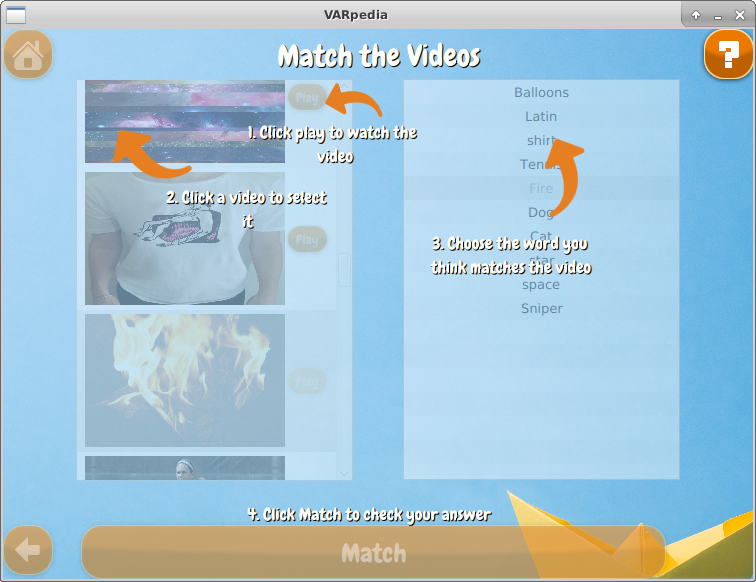 VARpedia
Match the Videos
?
Play
1. Click play to watch the
video
2. Click a video to select
it
Play
Play
Balloons
Latin
shirt
Tennis
Fire
Dog
Cat
star
space
Sniper
3. Choose the word you
think matches the video
4. Click Match to check your answer
Match